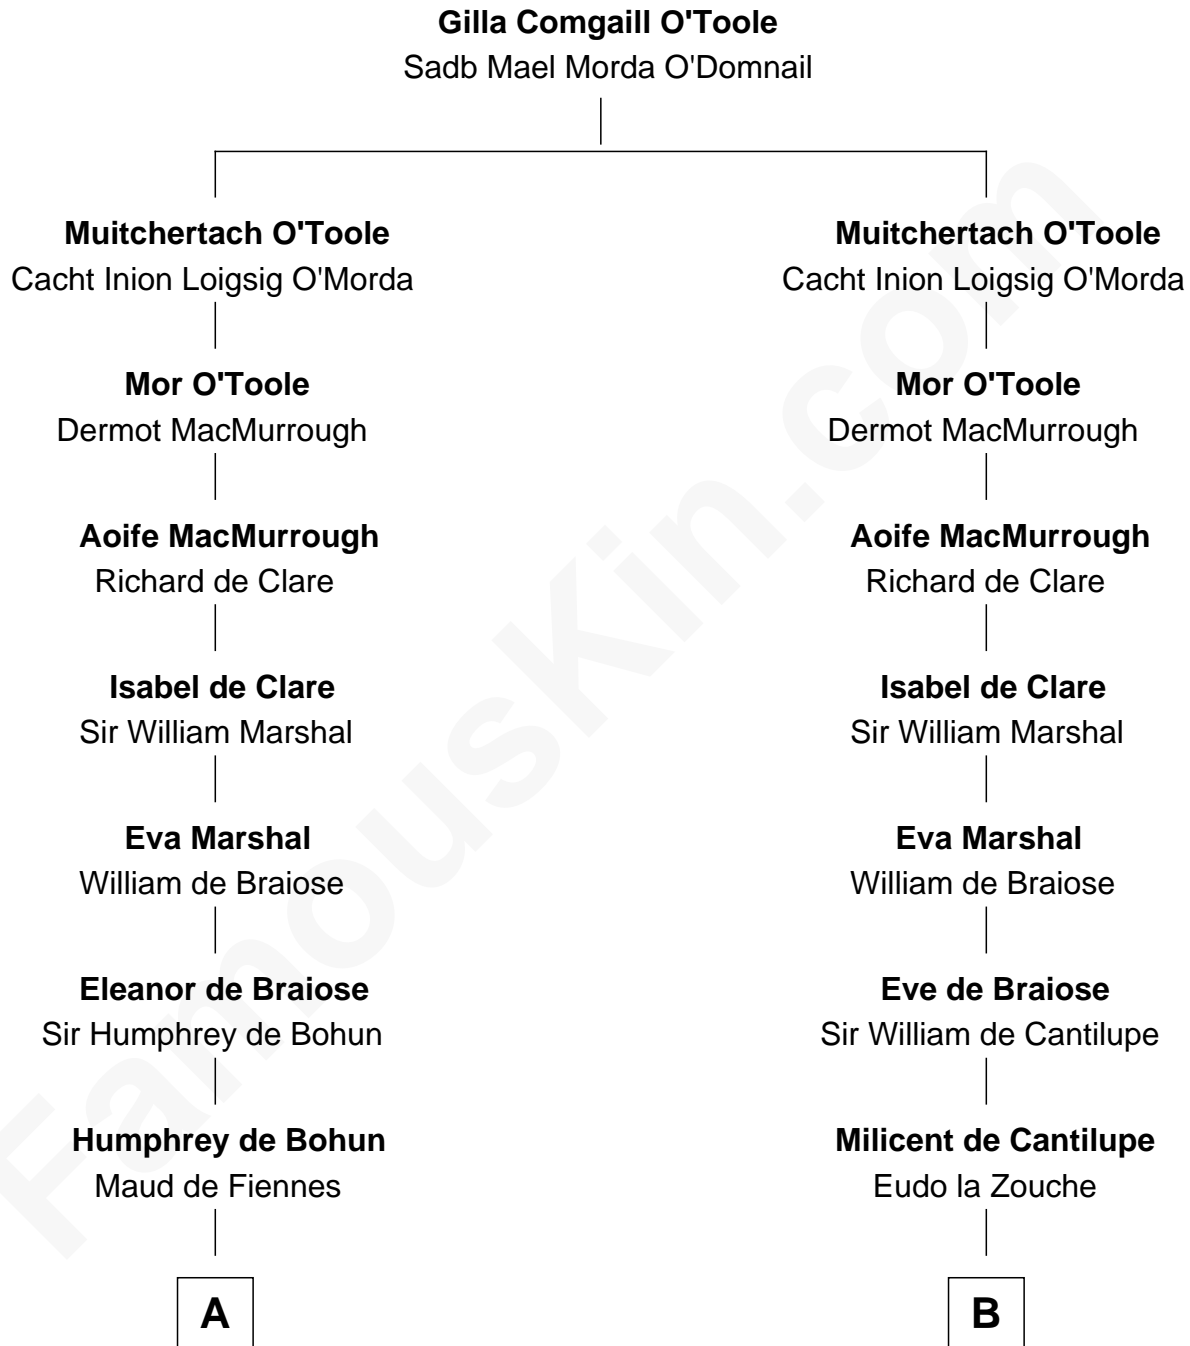 Gilla Comgaill O'Toole
Sadb Mael Morda O'Domnail
Muitchertach O'Toole
Cacht Inion Loigsig O'Morda
Mor O'Toole
Dermot MacMurrough
Aoife MacMurrough
Richard de Clare
Isabel de Clare
Sir William Marshal
Eva Marshal
William de Braiose
Eleanor de Braiose
Sir Humphrey de Bohun
Humphrey de Bohun
Maud de Fiennes
A
Muitchertach O'Toole
Cacht Inion Loigsig O'Morda
Mor O'Toole
Dermot MacMurrough
Aoife MacMurrough
Richard de Clare
Isabel de Clare
Sir William Marshal
Eva Marshal
William de Braiose
Eve de Braiose
Sir William de Cantilupe
Milicent de Cantilupe
Eudo la Zouche
B
FamousKin.com